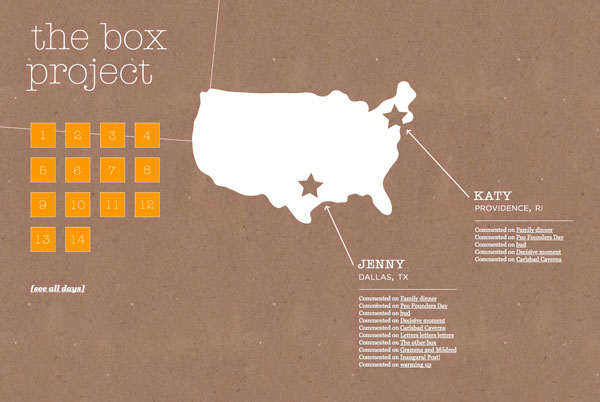 the box
project
1 2 3 4
5 6 7 8
9 10 11 12
13 14
[see all days]
KATY
PROVIDENCE, RI
Commented on Family dinner
Commented on Peo Founders Day
Commented on bud
Commented on Decisive moment
Commented on Carlsbad Caverns
JENNY
DALLAS, TX
Commented on Family dinner
Commented on Peo Founders Day
Commented on bud
Commented on Decisive moment
Commented on Carlsbad Caverns
Commented on Letters letters letters
Commented on The other box
Commented on Gramma and Mildred
Commented on Inaugural Post!
Commented on warming up